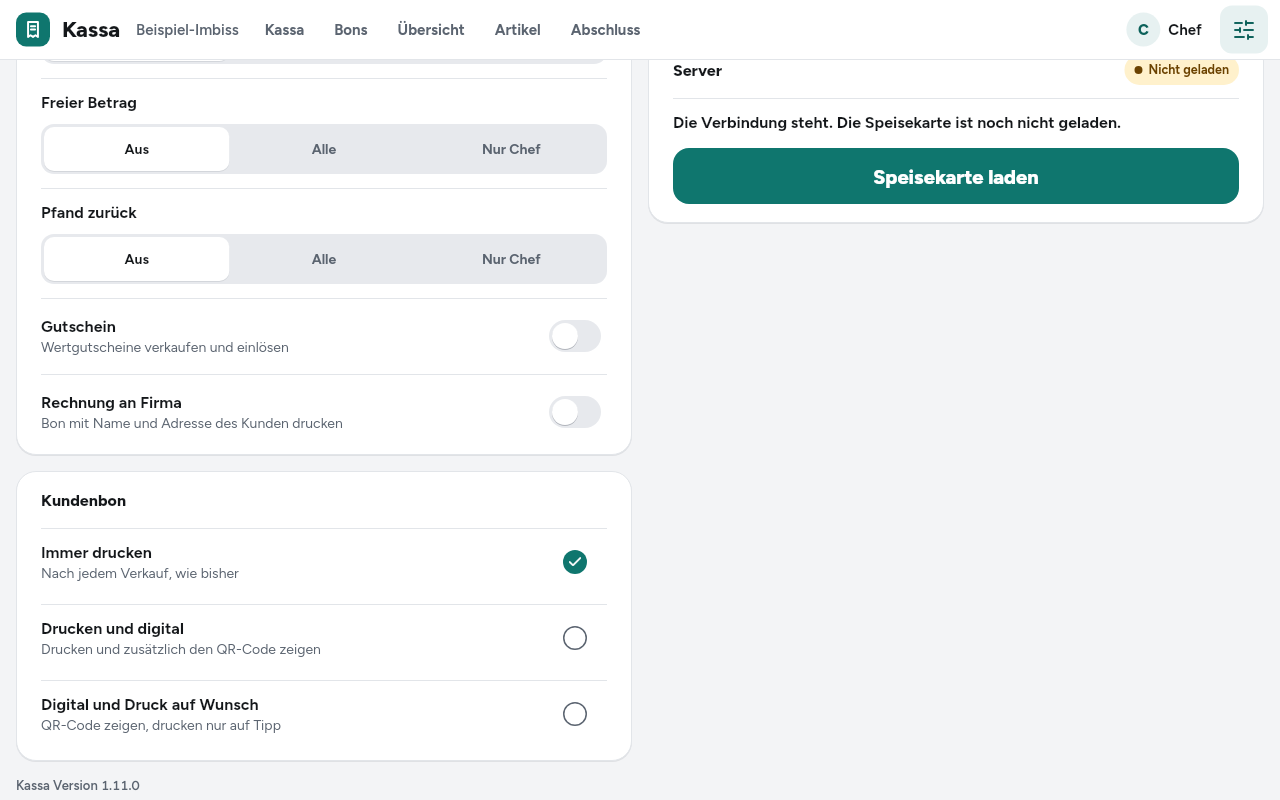 Kassa
Beispiel-Imbiss
Kassa
Bons
Übersicht
Artikel
Abschluss
C
Chef
Freier Betrag
Aus
Alle
Nur Chef
Pfand zurück
Aus
Alle
Nur Chef
Gutschein
Wertgutscheine verkaufen und einlösen
Rechnung an Firma
Bon mit Name und Adresse des Kunden drucken
Kundenbon
Immer drucken
Nach jedem Verkauf, wie bisher
Drucken und digital
Drucken und zusätzlich den QR-Code zeigen
Digital und Druck auf Wunsch
QR-Code zeigen, drucken nur auf Tipp
Kassa Version 1.11.0
Server
Nicht geladen
Die Verbindung steht. Die Speisekarte ist noch nicht geladen.
Speisekarte laden